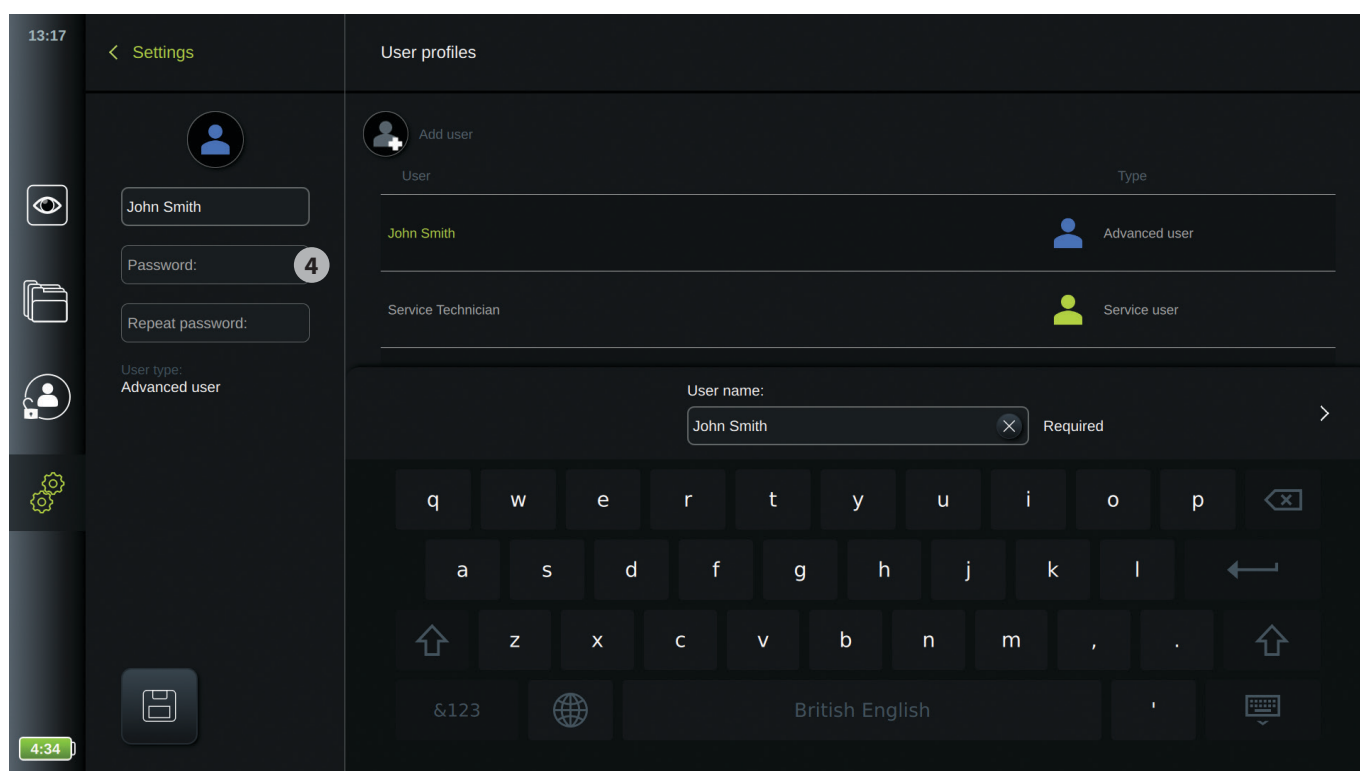 13:17
Settings
User profiles
Add user
User
Type
John Smith
John Smith
Advanced user
Password:
4
Service Technician
Service user
Repeat password:
User type:
Advanced user
User name:
John Smith
Required
q w e r t y u i o p
a s d f g h j k l
z x c v b n m , .
&123
British English
'
4:34